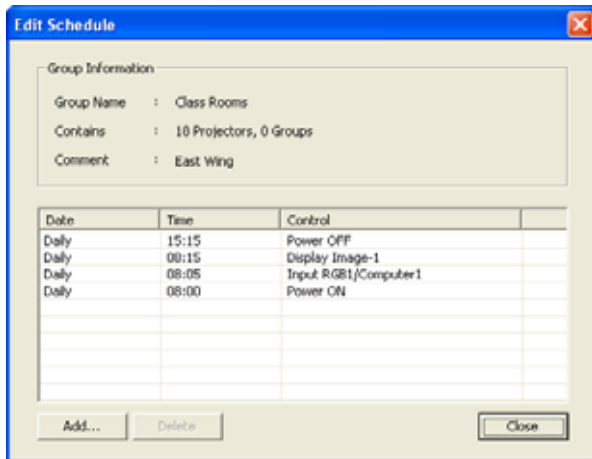 Edit Schedule
Group Information
Group Name : Class Rooms
Contains : 18 Projectors, 0 Groups
Comment : East Wing
Date Time Control
Daily 15:15 Power OFF
Daily 08:15 Display Image-1
Daily 08:05 Input RGB1/Computer1
Daily 08:00 Power ON
Add... Delete Close